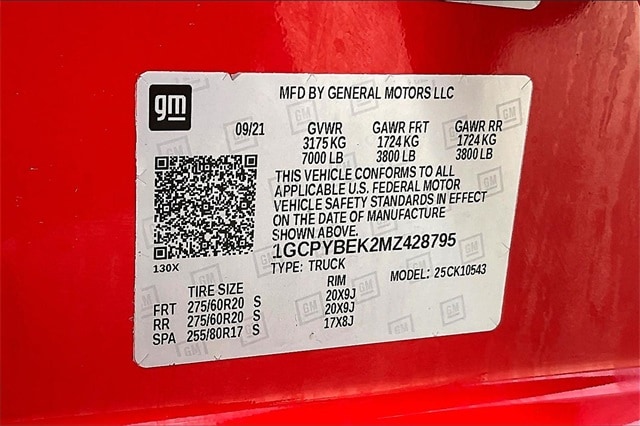 gm
MFD BY GENERAL MOTORS LLC
09/21 GVWR GAWR FRT GAWR RR
3175 KG 1724 KG 1724 KG
7000 LB 3800 LB 3800 LB
THIS VEHICLE CONFORMS TO ALL
APPLICABLE U.S. FEDERAL MOTOR
VEHICLE SAFETY STANDARDS IN EFFECT
ON THE DATE OF MANUFACTURE
SHOWN ABOVE.
1GCPYBEK2MZ428795
130X
TYPE: TRUCK MODEL: 25CK10543
TIRE SIZE RIM
FRT 275/60R20 S 20X9J
RR 275/60R20 S 20X9J
SPA 255/80R17 S 17X8J